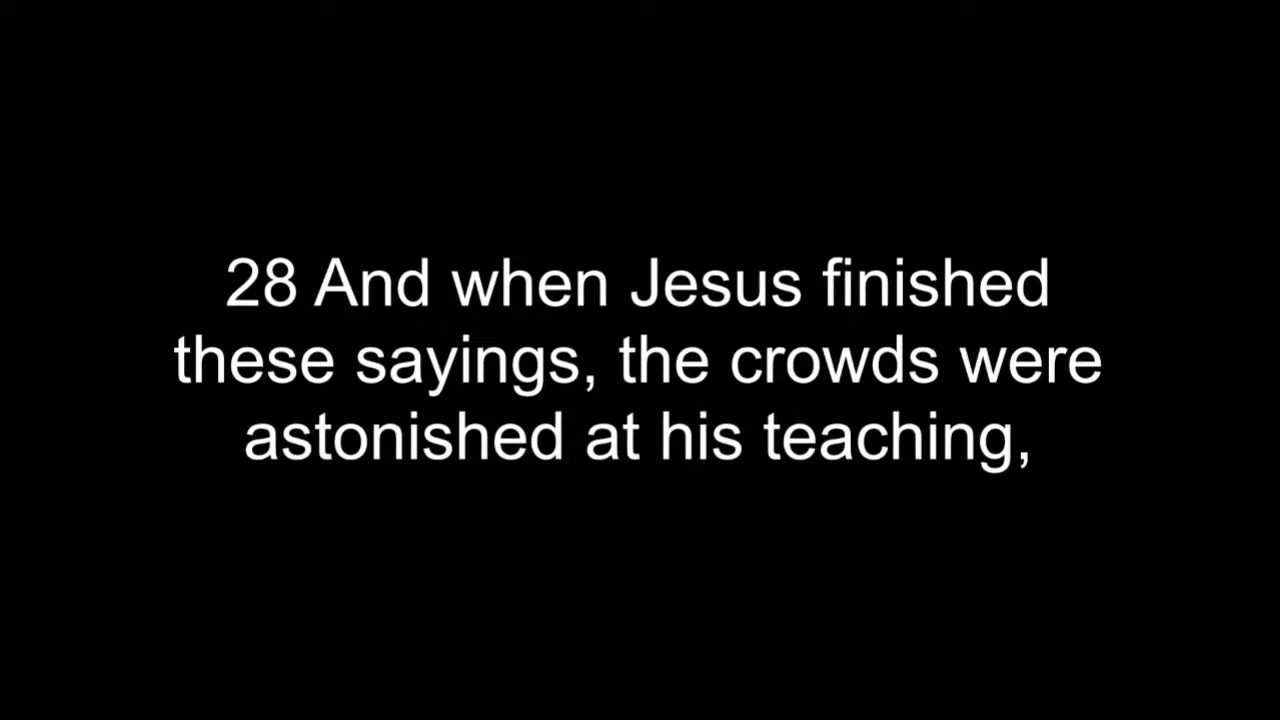 28 And when Jesus finished
these sayings, the crowds were
astonished at his teaching,